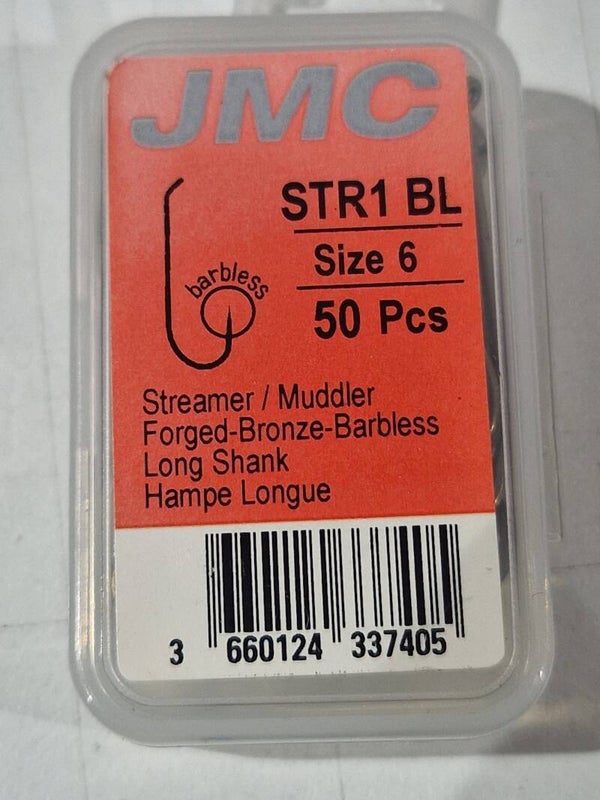 JMC
STR1 BL
Size 6
barbless
50 Pcs
Streamer / Muddler
Forged-Bronze-Barbless
Long Shank
Hampe Longue
3 660124 337405